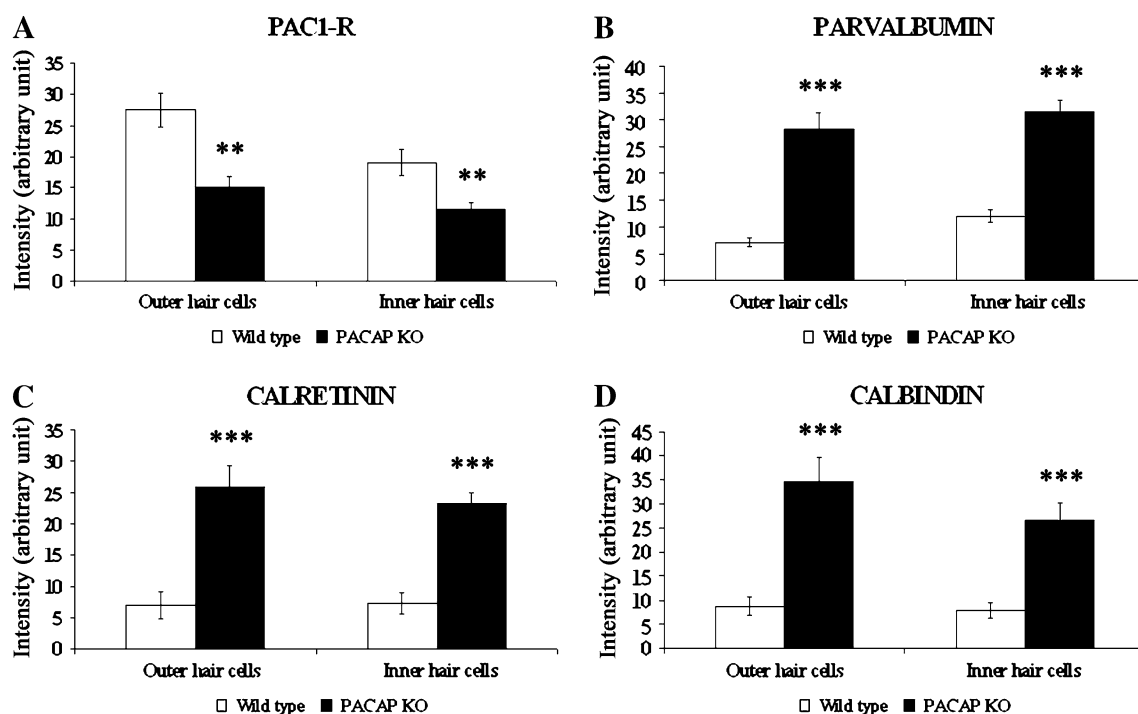 A
PAC1-R
Intensity (arbitrary unit)
35
30
25
20
15
10
5
0
**
**
Outer hair cells
Inner hair cells
Wild type
PACAP KO
B
PARVALBUMIN
Intensity (arbitrary unit)
40
35
30
25
20
15
10
5
0
***
***
Outer hair cells
Inner hair cells
Wild type
PACAP KO
C
CALRETININ
Intensity (arbitrary unit)
35
30
25
20
15
10
5
0
***
***
Outer hair cells
Inner hair cells
Wild type
PACAP KO
D
CALBINDIN
Intensity (arbitrary unit)
45
40
35
30
25
20
15
10
5
0
***
***
Outer hair cells
Inner hair cells
Wild type
PACAP KO